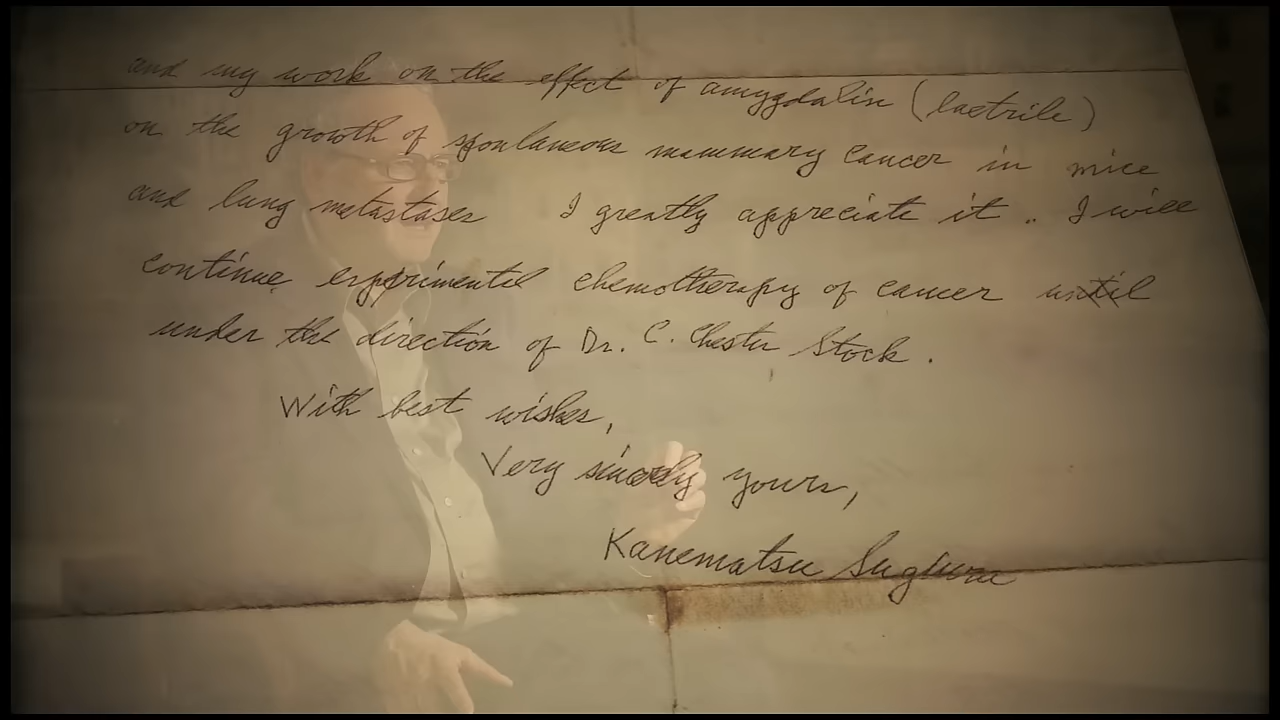 and my work on the effect of amygdalin (laetrile)
on the growth of spontaneous mammary cancer in mice
and lung metastases I greatly appreciate it .. I will
continue experimental chemotherapy of cancer until
under the direction of Dr. C. Chester Stock.
With best wishes,
Very sincerely yours,
Kanematsu Sugiura